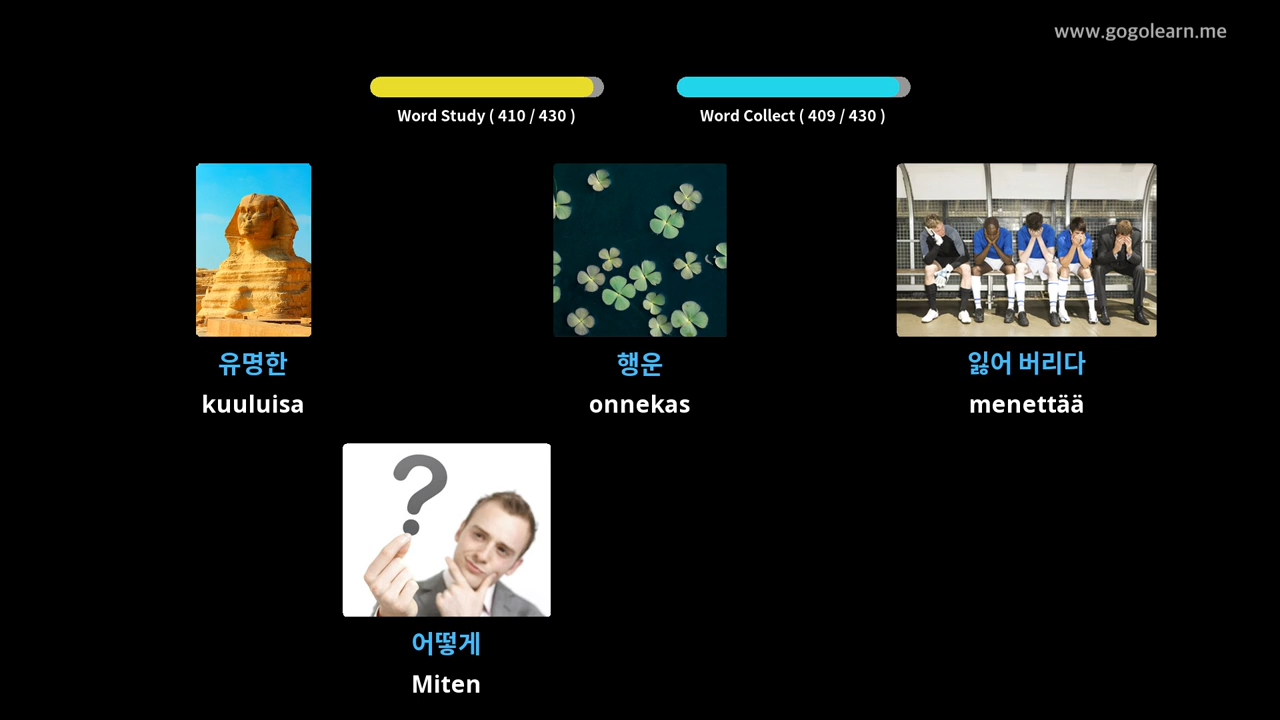 www.gogolearn.me
Word Study ( 410 / 430 )
Word Collect ( 409 / 430 )
유명한
kuuluisa
행운
onnekas
잃어 버리다
menettää
어떻게
Miten